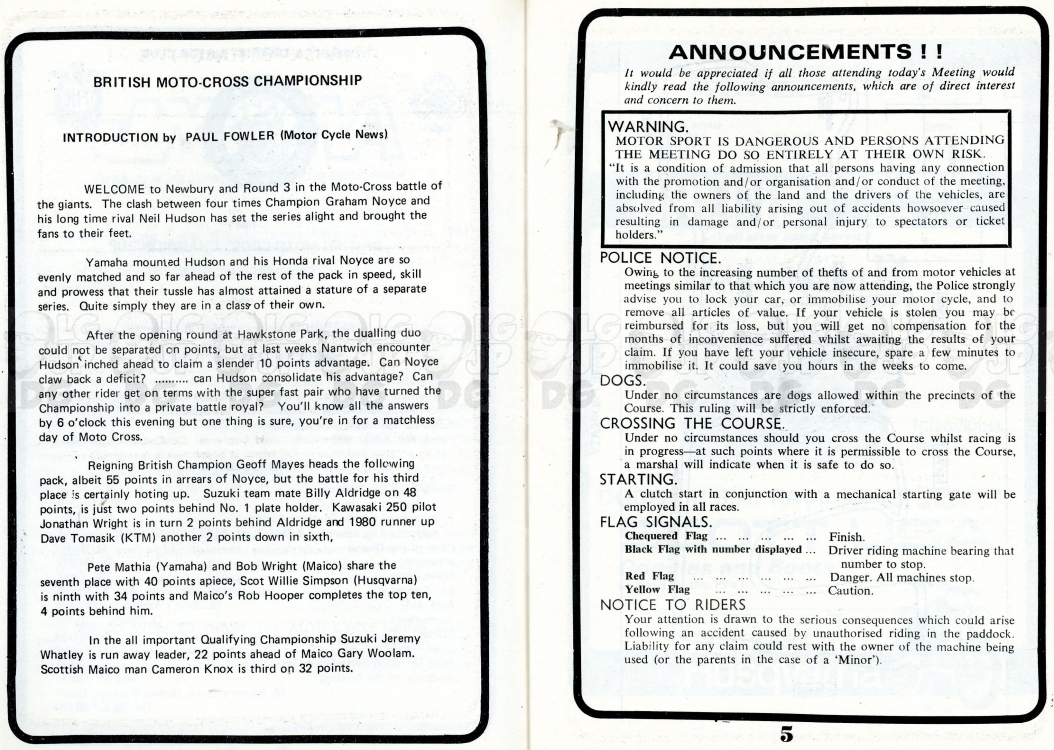 BRITISH MOTO-CROSS CHAMPIONSHIP
INTRODUCTION by PAUL FOWLER (Motor Cycle News)
WELCOME to Newbury and Round 3 in the Moto-Cross battle of
the giants. The clash between four times Champion Graham Noyce and
his long time rival Neil Hudson has set the series alight and brought the
fans to their feet.
Yamaha mounted Hudson and his Honda rival Noyce are so
evenly matched and so far ahead of the rest of the pack in speed, skill
and prowess that their tussle has almost attained a stature of a separate
series. Quite simply they are in a class of their own.
After the opening round at Hawkstone Park, the dualling duo
could not be separated on points, but at last weeks Nantwich encounter
Hudson inched ahead to claim a slender 10 points advantage. Can Noyce
claw back a deficit? .......... can Hudson consolidate his advantage? Can
any other rider get on terms with the super fast pair who have turned the
Championship into a private battle royal? You'll know all the answers
by 6 o'clock this evening but one thing is sure, you're in for a matchless
day of Moto Cross.
Reigning British Champion Geoff Mayes heads the following
pack, albeit 55 points in arrears of Noyce, but the battle for his third
place is certainly hoting up. Suzuki team mate Billy Aldridge on 48
points, is just two points behind No. 1 plate holder. Kawasaki 250 pilot
Jonathan Wright is in turn 2 points behind Aldridge and 1980 runner up
Dave Tomasik (KTM) another 2 points down in sixth,
Pete Mathia (Yamaha) and Bob Wright (Maico) share the
seventh place with 40 points apiece, Scot Willie Simpson (Husqvarna)
is ninth with 34 points and Maico's Rob Hooper completes the top ten,
4 points behind him.
In the all important Qualifying Championship Suzuki Jeremy
Whatley is run away leader, 22 points ahead of Maico Gary Woolam.
Scottish Maico man Cameron Knox is third on 32 points.
ANNOUNCEMENTS ! !
It would be appreciated if all those attending today's Meeting would
kindly read the following announcements, which are of direct interest
and concern to them.
WARNING.
MOTOR SPORT IS DANGEROUS AND PERSONS ATTENDING
THE MEETING DO SO ENTIRELY AT THEIR OWN RISK.
"It is a condition of admission that all persons having any connection
with the promotion and/or organisation and/or conduct of the meeting,
including the owners of the land and the drivers of the vehicles, are
absolved from all liability arising out of accidents howsoever caused
resulting in damage and/or personal injury to spectators or ticket
holders."
POLICE NOTICE.
Owing to the increasing number of thefts of and from motor vehicles at
meetings similar to that which you are now attending, the Police strongly
advise you to lock your car, or immobilise your motor cycle, and to
remove all articles of value. If your vehicle is stolen you may be
reimbursed for its loss, but you will get no compensation for the
months of inconvenience suffered whilst awaiting the results of your
claim. If you have left your vehicle insecure, spare a few minutes to
immobilise it. It could save you hours in the weeks to come.
DOGS.
Under no circumstances are dogs allowed within the precincts of the
Course. This ruling will be strictly enforced.
CROSSING THE COURSE.
Under no circumstances should you cross the Course whilst racing is
in progress—at such points where it is permissible to cross the Course,
a marshal will indicate when it is safe to do so.
STARTING.
A clutch start in conjunction with a mechanical starting gate will be
employed in all races.
FLAG SIGNALS.
Chequered Flag ... ... ... ... ... Finish.
Black Flag with number displayed ... Driver riding machine bearing that
number to stop.
Red Flag ... ... ... ... ... Danger. All machines stop.
Yellow Flag ... ... ... ... ... Caution.
NOTICE TO RIDERS
Your attention is drawn to the serious consequences which could arise
following an accident caused by unauthorised riding in the paddock.
Liability for any claim could rest with the owner of the machine being
used (or the parents in the case of a 'Minor').
5